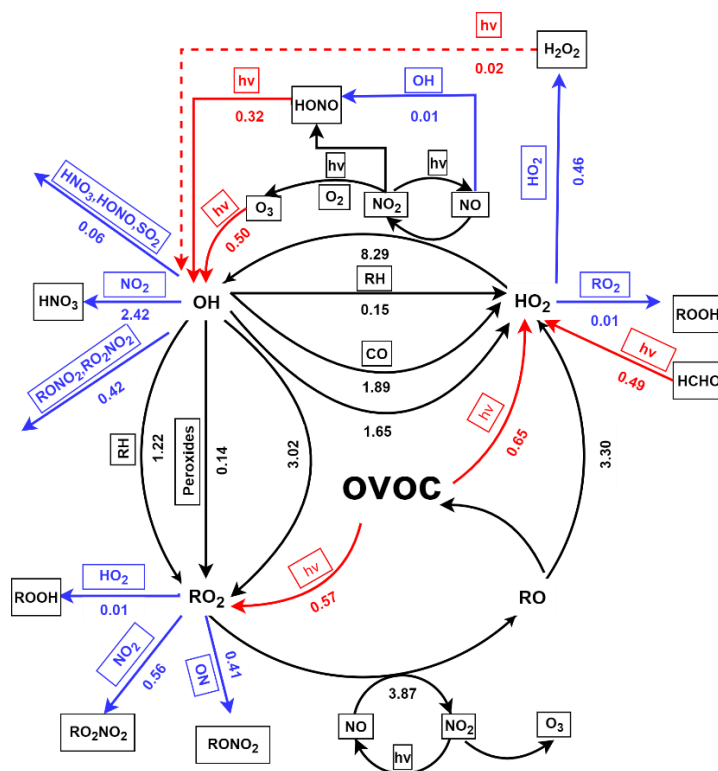 hv
H₂O₂
0.02
hv
OH
HONO
0.32
0.01
HO₂
0.46
HNO₃,HONO,SO₂
0.06
hv
hv
O₃
O₂
NO₂
NO
hv
0.50
8.29
NO₂
RH
RO₂
HNO₃
OH
HO₂
2.42
0.15
0.01
ROOH
RONO₂,RO₂NO₂
0.42
CO
hv
0.49
HCHO
1.89
1.65
RH
1.22
Peroxides
0.14
3.02
hv
0.65
3.30
OVOC
HO₂
hv
ROOH
RO₂
RO
0.01
0.57
NO₂
0.56
NO
0.41
3.87
RO₂NO₂
RONO₂
NO
NO₂
O₃
hv